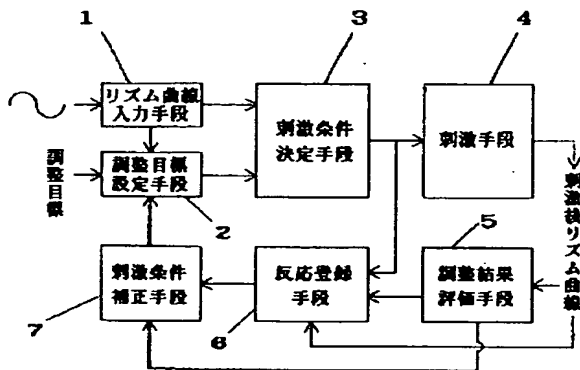 1
3
4
リズム曲線
入力手段
刺激条件
決定手段
刺激手段
調整目標
調整目標
設定手段
2
刺激後リズム曲線
5
刺激条件
補正手段
反応登録
手段
調整結果
評価手段
7
6